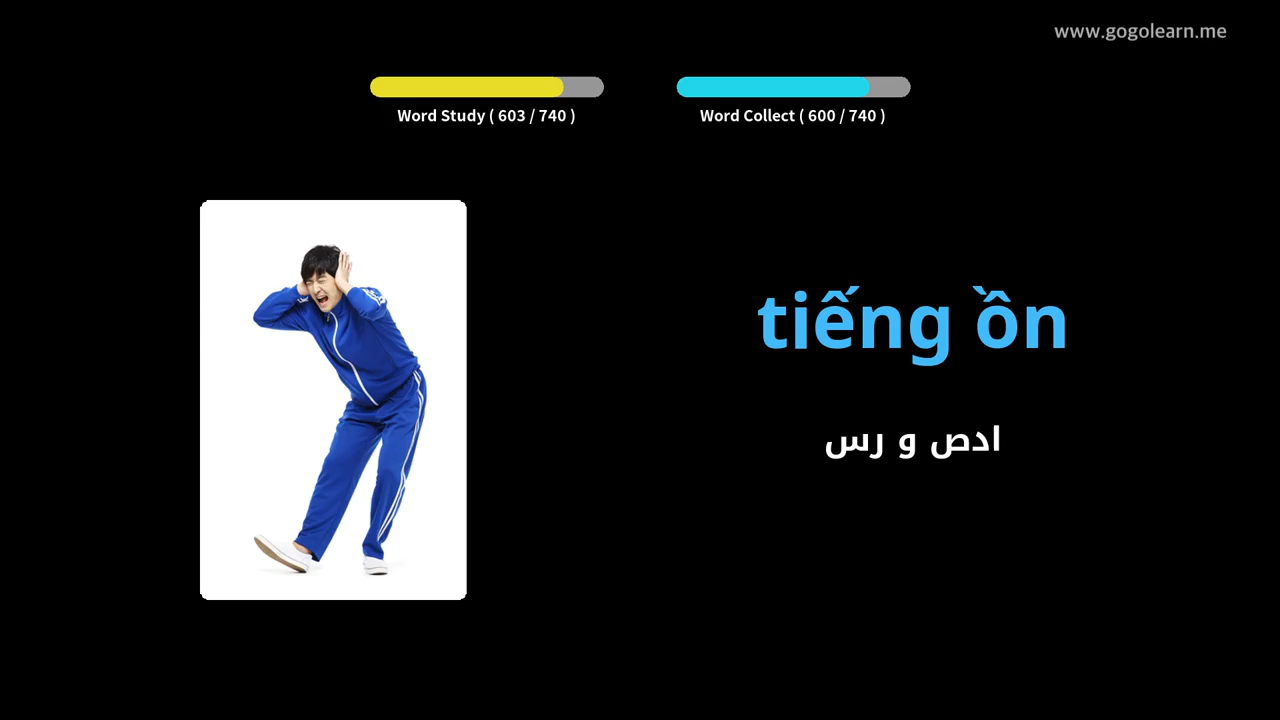 www.gogolearn.me
Word Study ( 603 / 740 )
Word Collect ( 600 / 740 )
tiếng ồn
ادص و رس